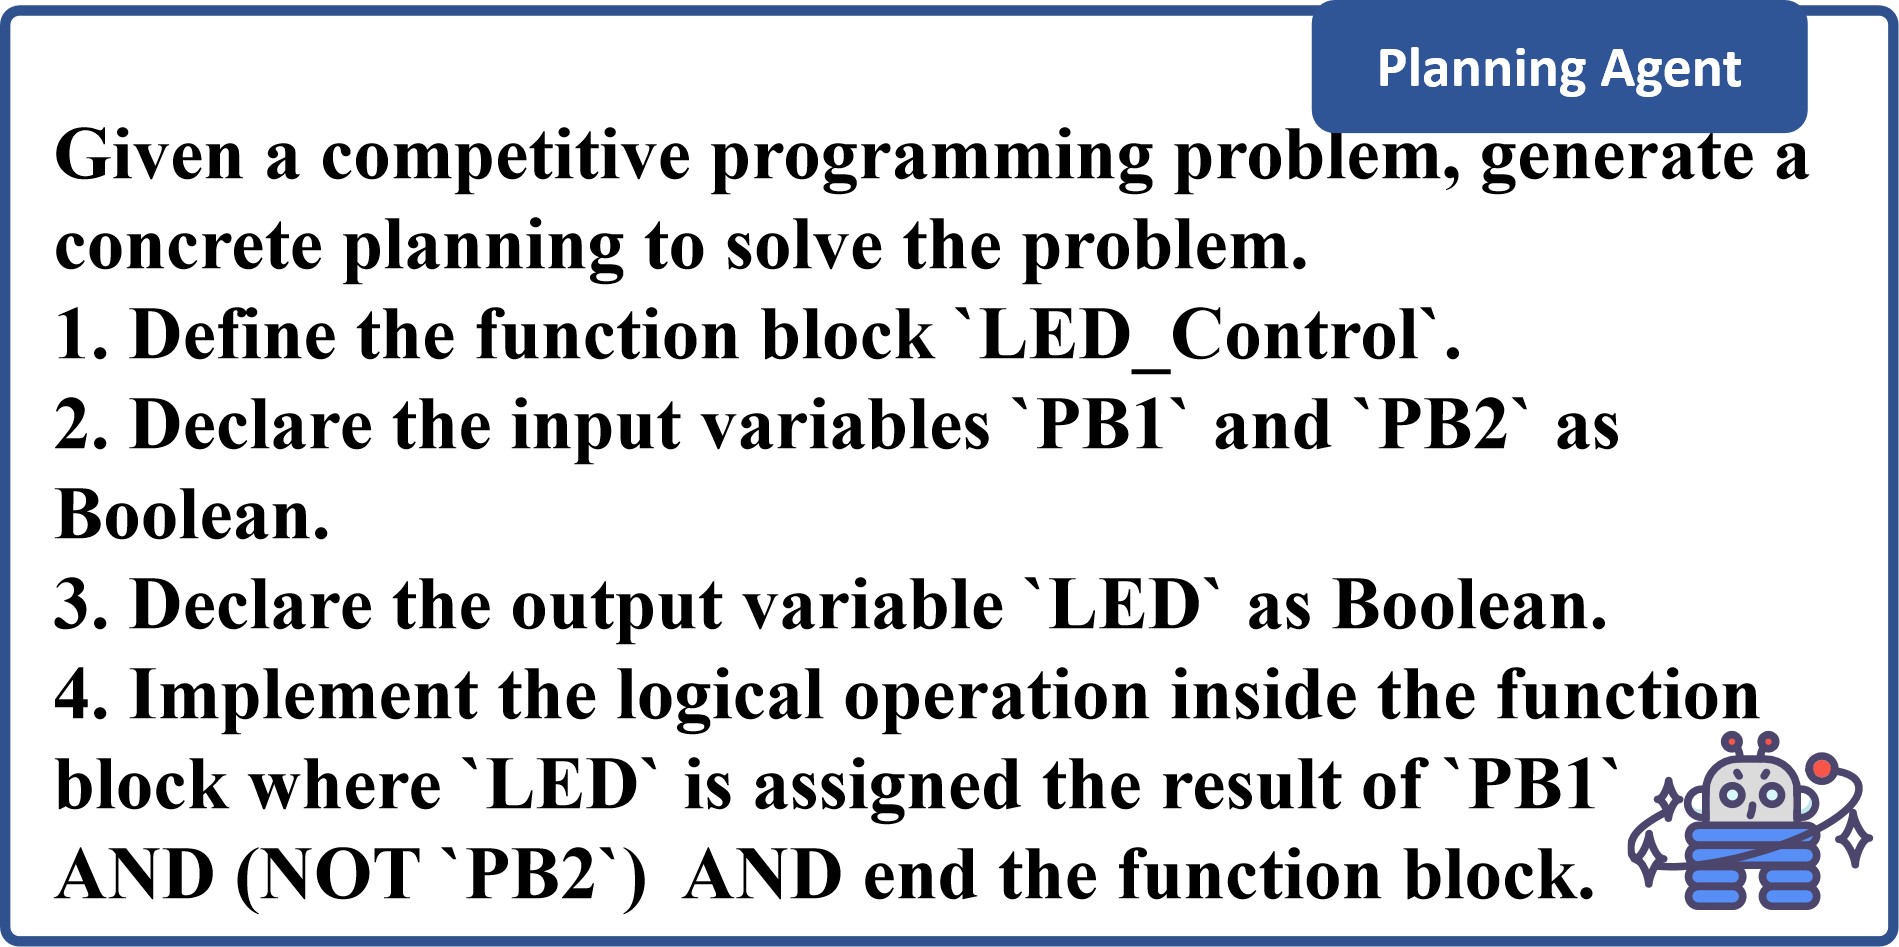 Planning Agent
Given a competitive programming problem, generate a
concrete planning to solve the problem.
1. Define the function block `LED_Control`.
2. Declare the input variables `PB1` and `PB2` as
Boolean.
3. Declare the output variable `LED` as Boolean.
4. Implement the logical operation inside the function
block where `LED` is assigned the result of `PB1`
AND (NOT `PB2`)  AND end the function block.